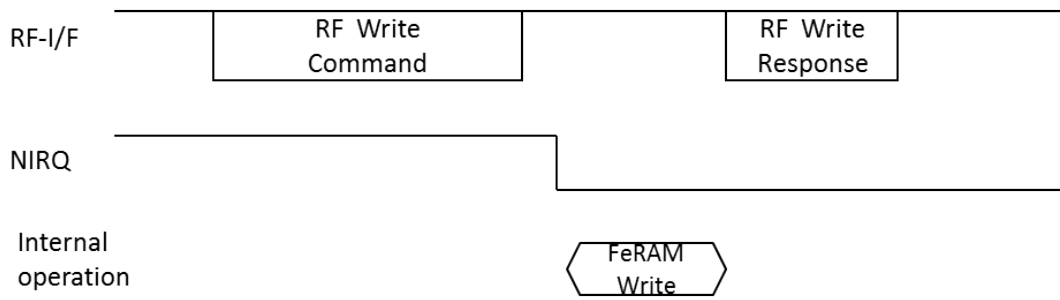 RF-I/F
RF Write
Command
RF Write
Response
NIRQ
Internal
operation
FeRAM
Write